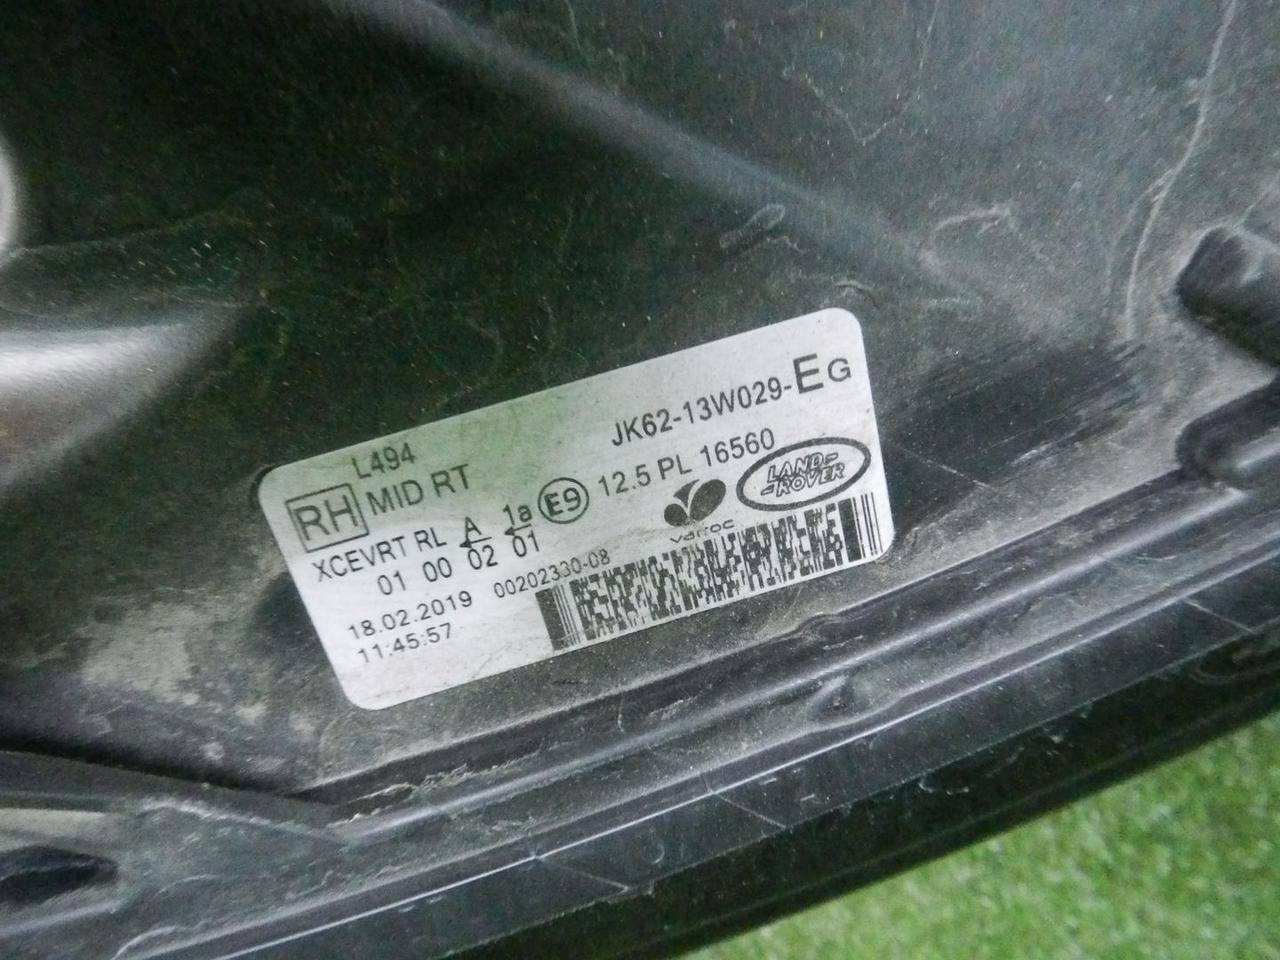 L494
JK62-13W029-EG
RH MID RT
12.5 PL 16560
LAND-
-ROVER
XCEVRT RL A 1a E9
01 00 02 01
varroc
18.02.2019 00202330-08
11:45:57